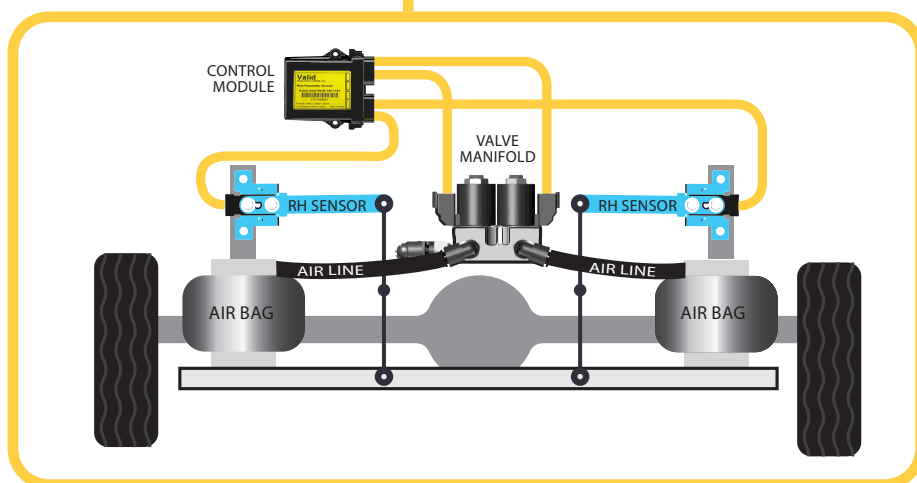 CONTROL
MODULE
Valid
VALVE
MANIFOLD
RH SENSOR
RH SENSOR
AIR LINE
AIR LINE
AIR BAG
AIR BAG